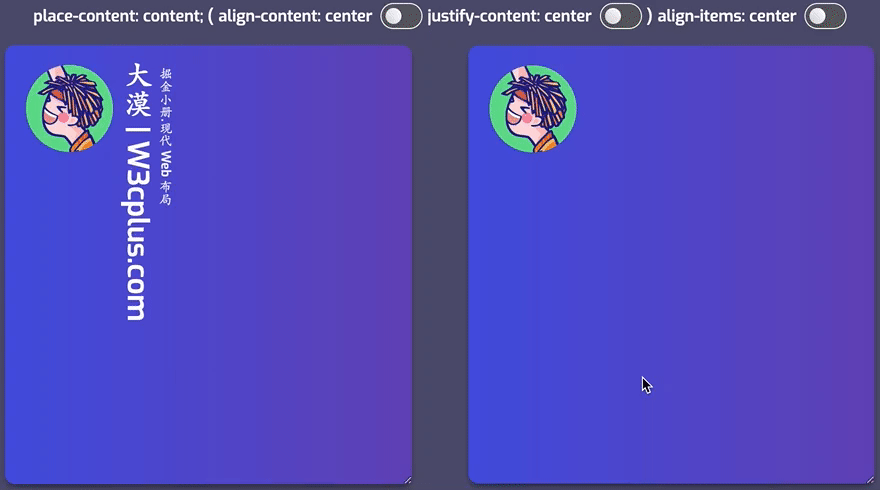 place-content: content; ( align-content: center justify-content: center ) align-items: center
大漠 | W3cplus.com
掘金小册.现代 Web 布局